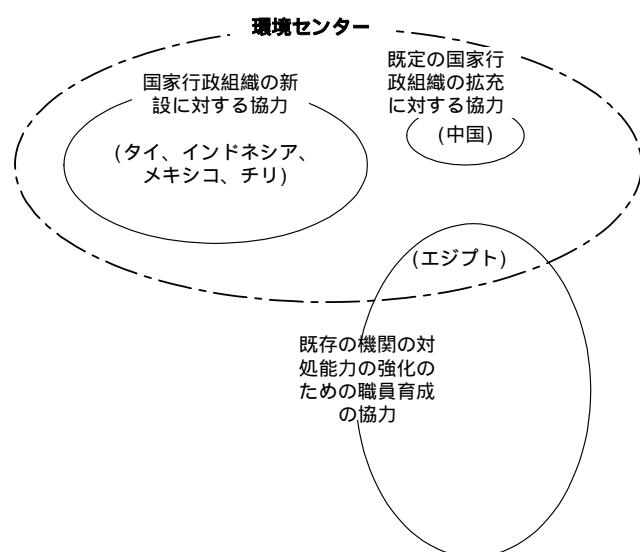 環境センター
国家行政組織の新
設に対する協力
(タイ、インドネシア、
メキシコ、チリ)
既定の国家行
政組織の拡充
に対する協力
(中国)
(エジプト)
既存の機関の対
処能力の強化の
ための職員育成
の協力